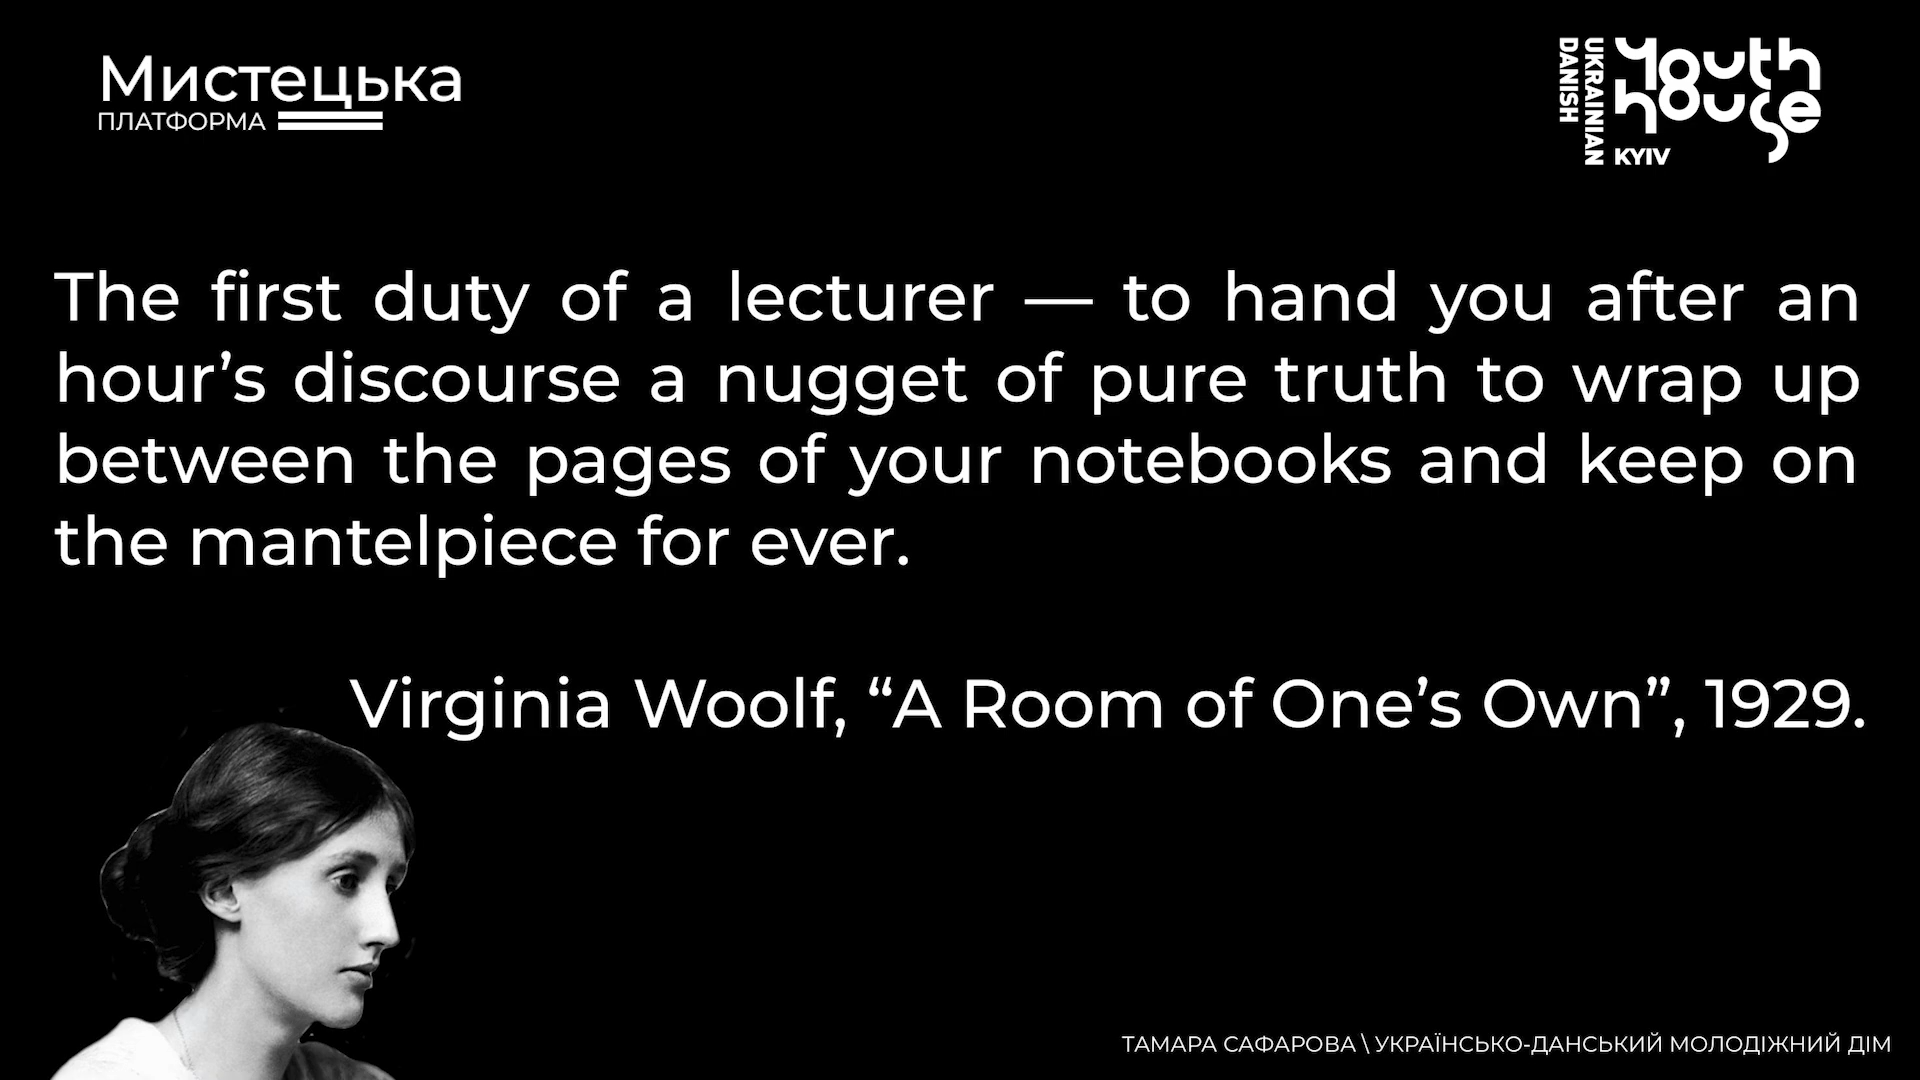 Мистецька
ПЛАТФОРМА
DANISH
UKRAINIAN
Youth
house
KYIV
The first duty of a lecturer — to hand you after an
hour’s discourse a nugget of pure truth to wrap up
between the pages of your notebooks and keep on
the mantelpiece for ever.
Virginia Woolf, “A Room of One’s Own”, 1929.
ТАМАРА САФАРОВА \ УКРАЇНСЬКО-ДАНСЬКИЙ МОЛОДІЖНИЙ ДІМ